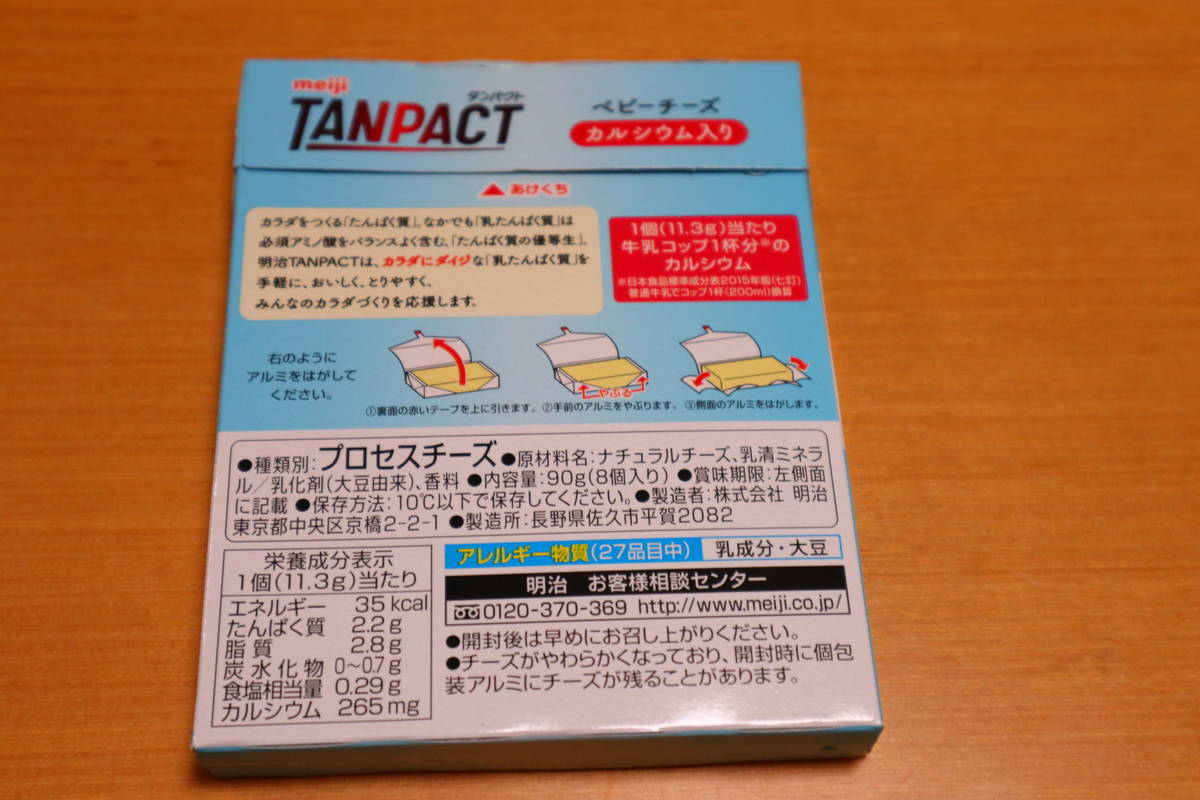 meiji
タンパクト
TANPACT
ベビーチーズ
カルシウム入り
▲あけくち
カラダをつくる「たんぱく質」。なかでも「乳たんぱく質」は
必須アミノ酸をバランスよく含む、「たんぱく質の優等生」。
明治TANPACTは、カラダにダイジな「乳たんぱく質」を
手軽に、おいしく、とりやすく、
みんなのカラダづくりを応援します。
1個(11.3g)当たり
牛乳コップ1杯分※の
カルシウム
※日本食品標準成分表2015年版(七訂)
普通牛乳でコップ1杯(200ml)換算
右のように
アルミをはがして
ください。
やぶる
①裏面の赤いテープを上に引きます。 ②手前のアルミをやぶります。 ③側面のアルミをはがします。
●種類別:プロセスチーズ ●原材料名:ナチュラルチーズ、乳清ミネラ
ル／乳化剤(大豆由来)、香料 ●内容量:90g(8個入り) ●賞味期限:左側面
に記載 ●保存方法:10℃以下で保存してください。●製造者:株式会社 明治
東京都中央区京橋2-2-1 ●製造所:長野県佐久市平賀2082
栄養成分表示
1個(11.3g)当たり
エネルギー 35kcal
たんぱく質 2.2g
脂質 2.8g
炭水化物 0~0.7g
食塩相当量 0.29g
カルシウム 265mg
アレルギー物質(27品目中) 乳成分・大豆
明治 お客様相談センター
0120-370-369 http://www.meiji.co.jp/
●開封後は早めにお召し上がりください。
●チーズがやわらかくなっており、開封時に個包
装アルミにチーズが残ることがあります。